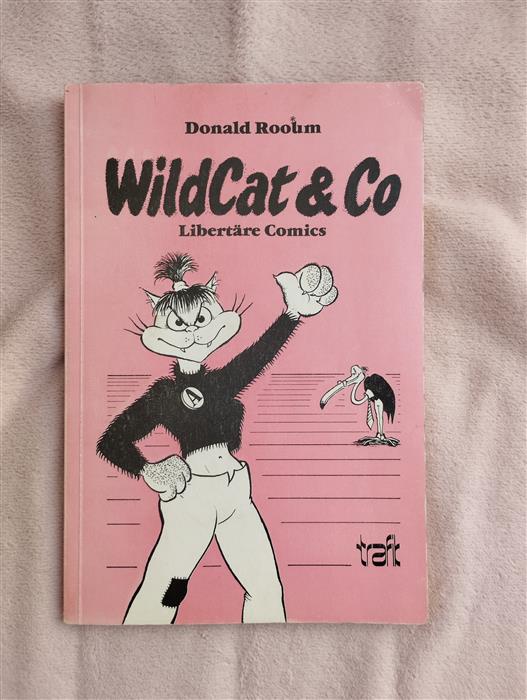 Donald Rooum
WildCat & Co
Libertäre Comics
A
trafik